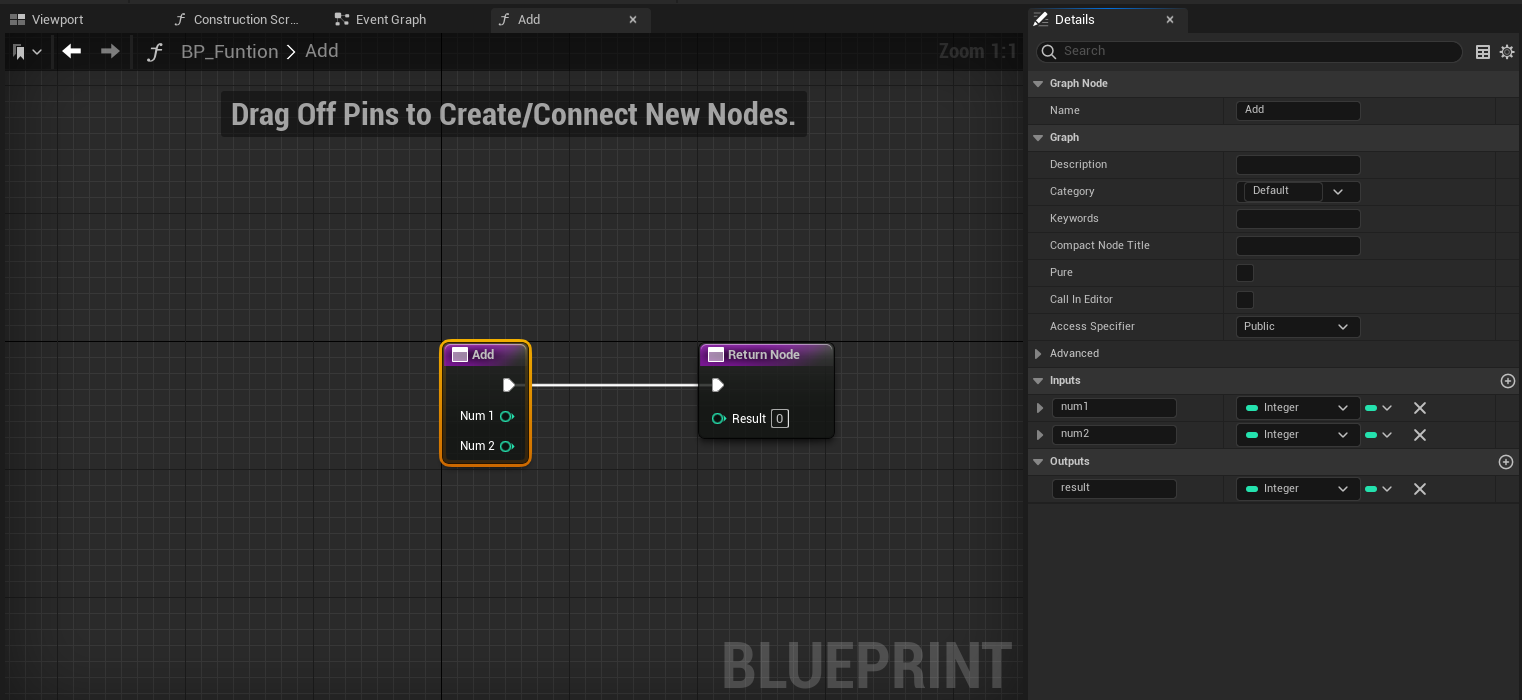 Viewport
Construction Scr...
Event Graph
Add
Details
BP_Funtion > Add
Zoom 1:1
Search
Drag Off Pins to Create/Connect New Nodes.
Graph Node
Name
Add
Graph
Description
Category
Default
Keywords
Compact Node Title
Pure
Call In Editor
Access Specifier
Public
Advanced
Inputs
num1
Integer
num2
Integer
Outputs
result
Integer
Add
Num 1
Num 2
Return Node
Result 0
BLUEPRINT